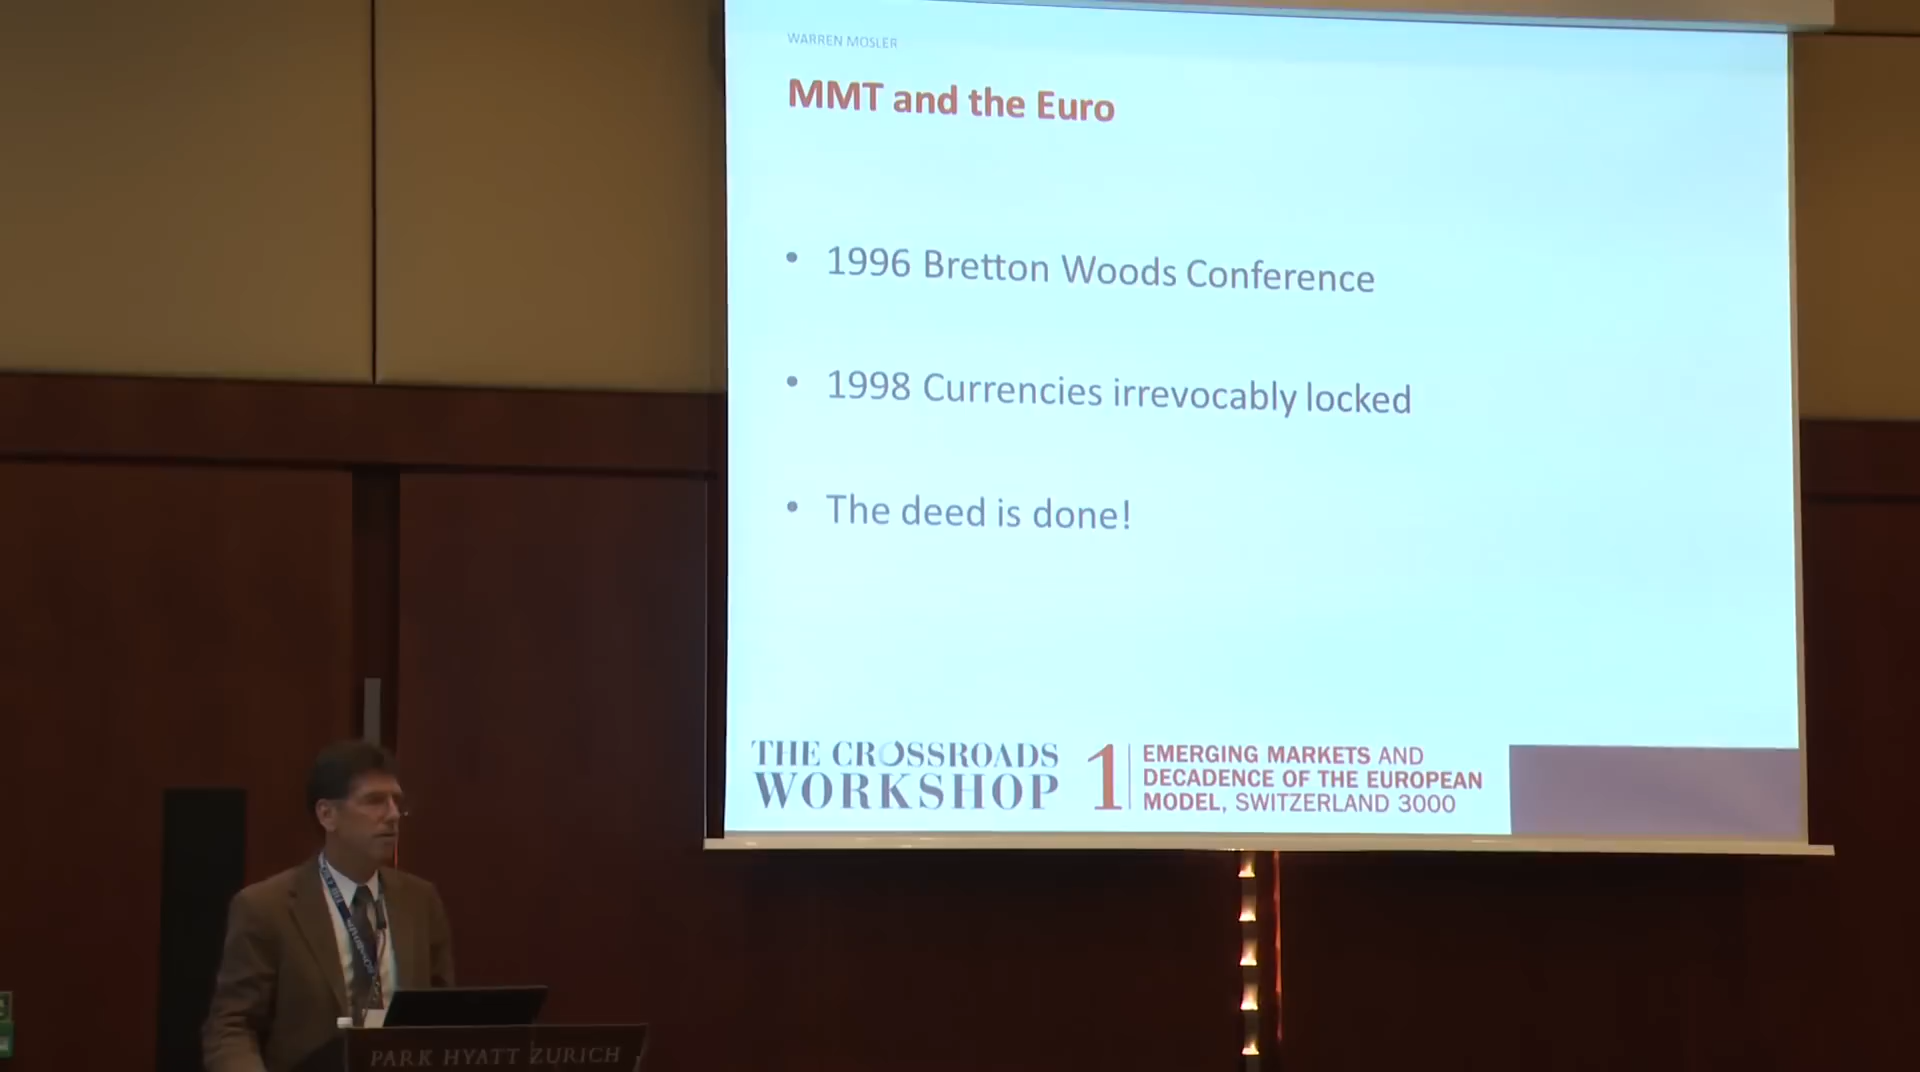 WARREN MOSLER
MMT and the Euro
• 1996 Bretton Woods Conference
• 1998 Currencies irrevocably locked
• The deed is done!
THE CROSSROADS
WORKSHOP
1
EMERGING MARKETS AND
DECADENCE OF THE EUROPEAN
MODEL, SWITZERLAND 3000
PARK HYATT ZURICH